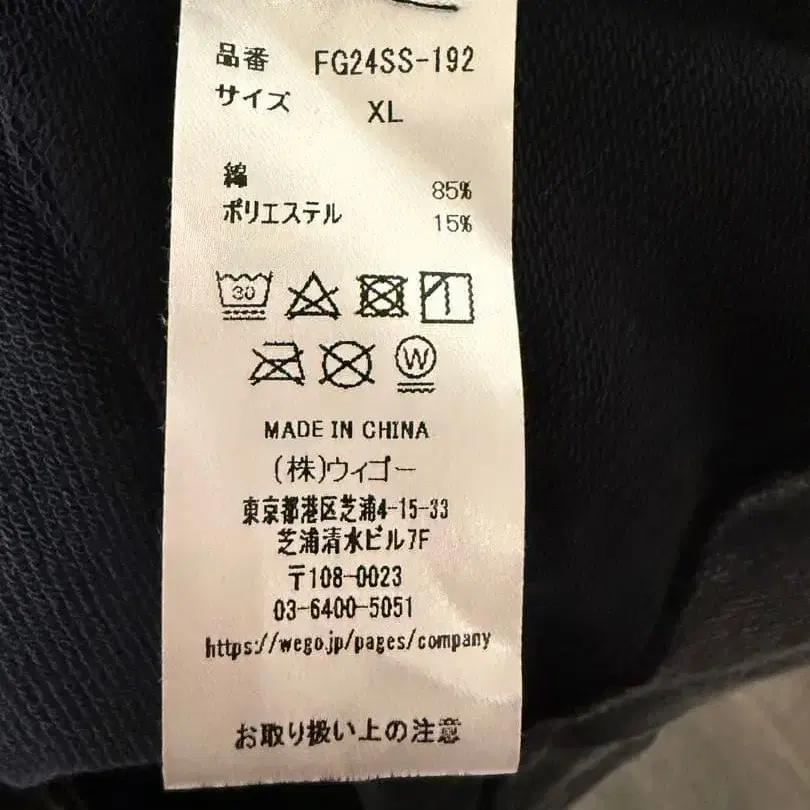 品番 FG24SS-192
サイズ XL
綿 85%
ポリエステル 15%
30
W
MADE IN CHINA
(株)ウィゴー
東京都港区芝浦4-15-33
芝浦清水ビル7F
〒108-0023
03-6400-5051
https://wego.jp/pages/company
お取り扱い上の注意